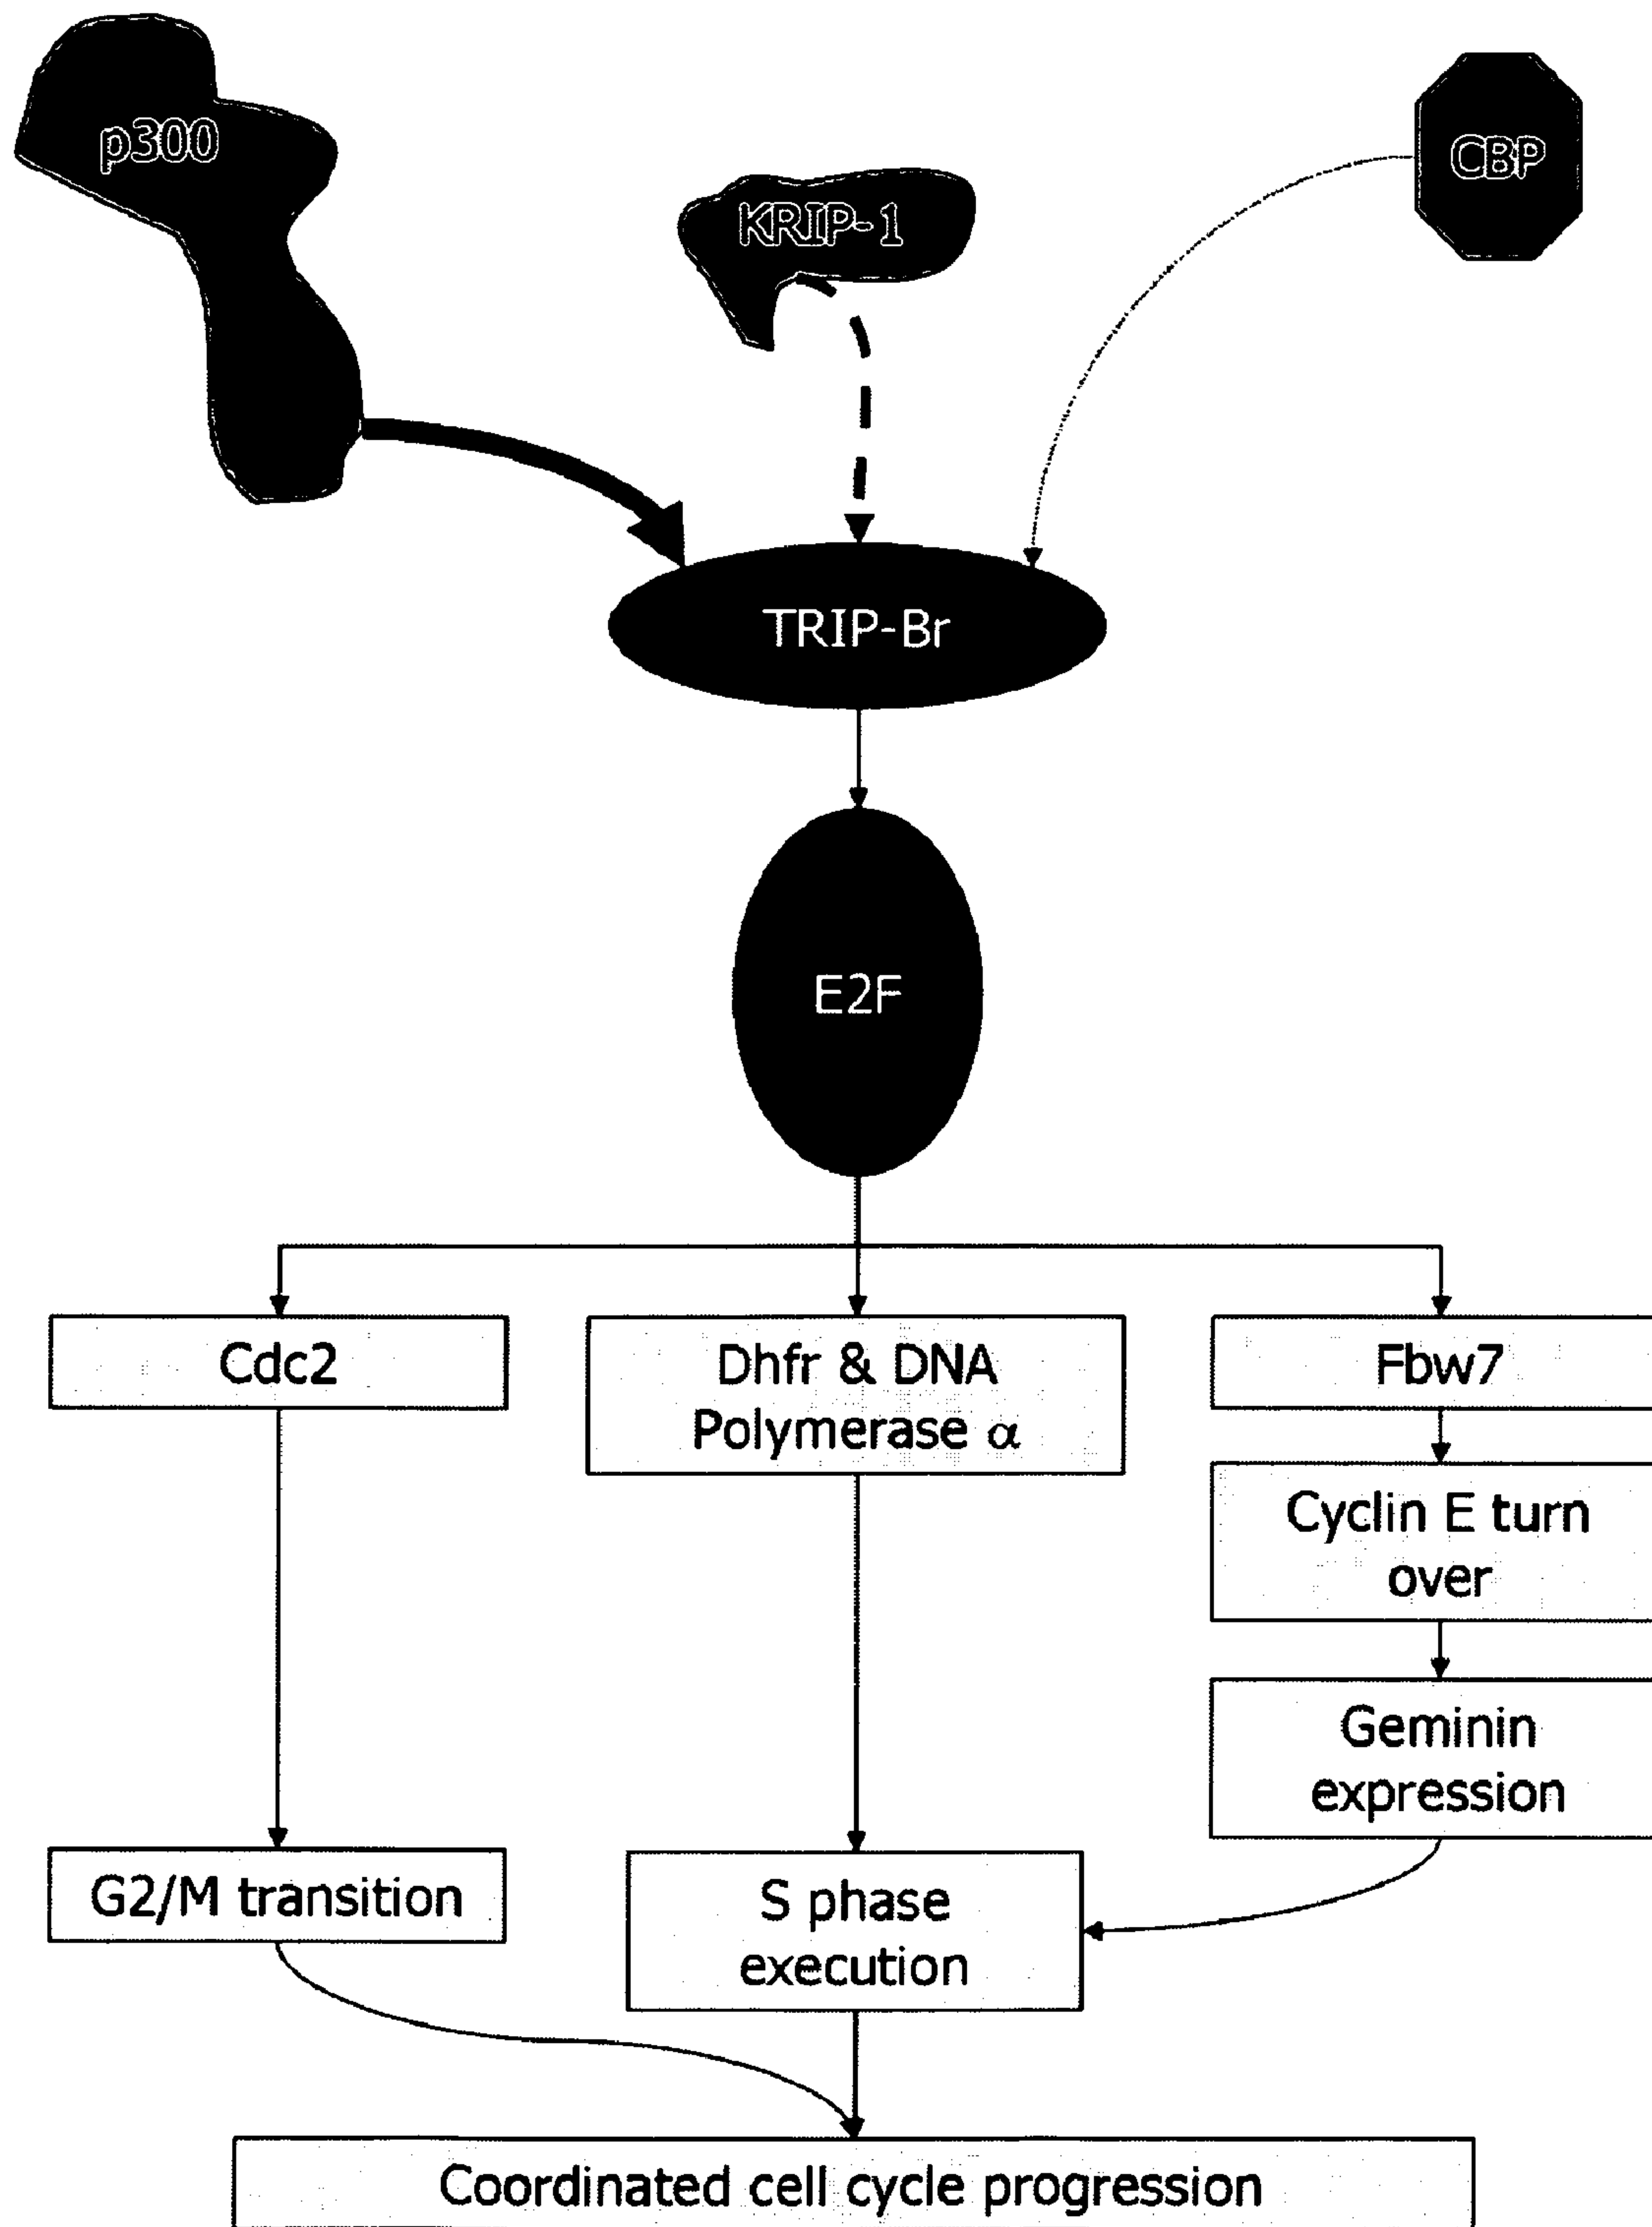 p300
KRIP-1
CBP
TRIP-Br
E2F
Cdc2
Dhfr & DNA
Polymerase α
Fbw7
Cyclin E turn
over
Geminin
expression
G2/M transition
S phase
execution
Coordinated cell cycle progression